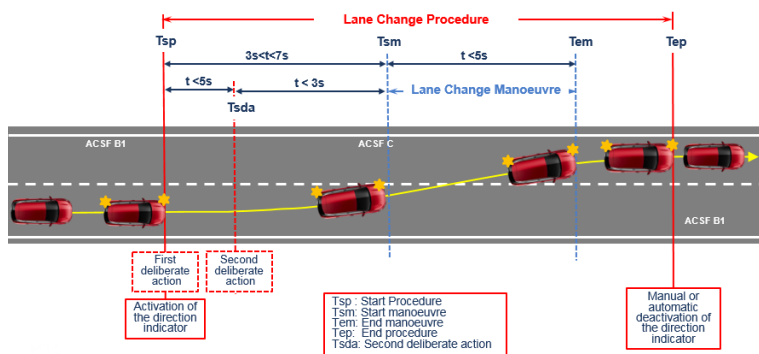 Lane Change Procedure
Tsp
Tsm
Tem
Tep
3s<t<7s
t <5s
t <5s
t < 3s
Lane Change Manoeuvre
Tsda
ACSF B1
ACSF C
ACSF B1
First
deliberate
action
Second
deliberate
action
Activation of
the direction
indicator
Tsp : Start Procedure
Tsm: Start manoeuvre
Tem: End manoeuvre
Tep: End procedure
Tsda: Second deliberate action
Manual or
automatic
deactivation of
the direction
indicator